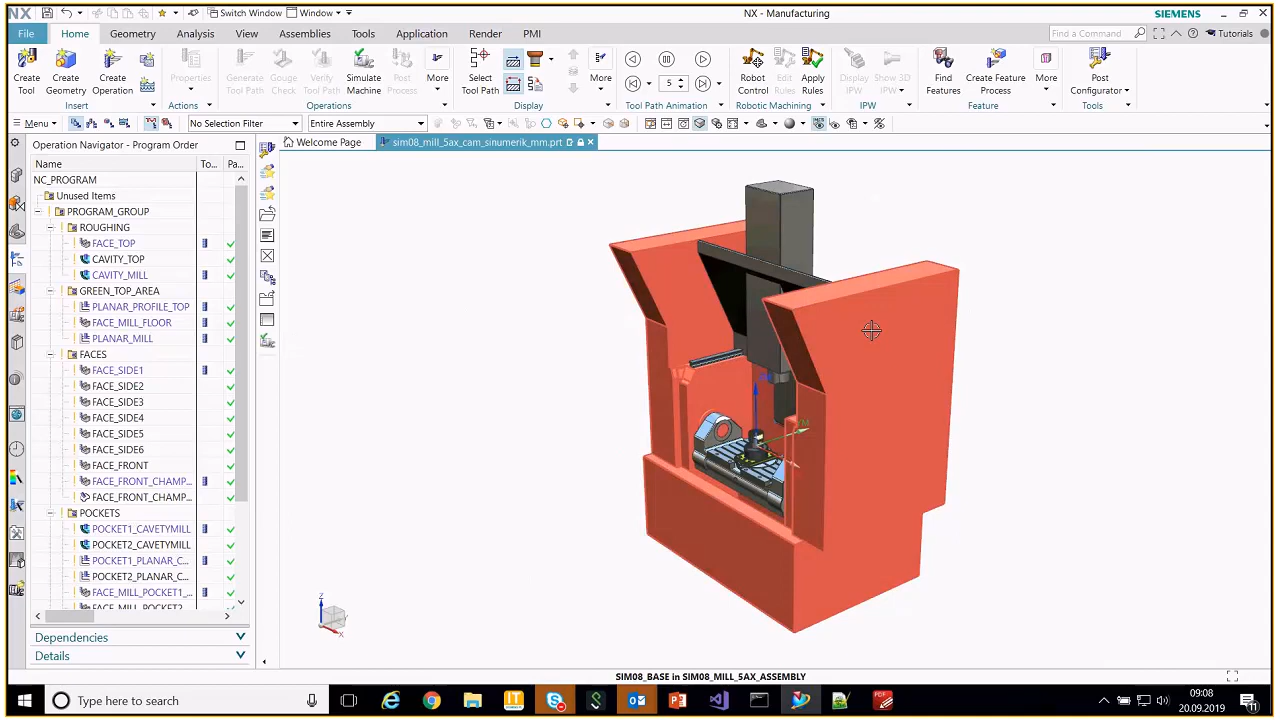 NX
Switch Window
Window
NX - Manufacturing
SIEMENS
File
Home
Geometry
Analysis
View
Assemblies
Tools
Application
Render
PMI
Find a Command
Tutorials
Create Tool
Create Geometry
Create Operation
Properties
Generate Tool Path
Gouge Check
Verify Tool Path
Simulate Machine
Post Process
More
Select Tool Path
More
5
Robot Control
Edit Rules
Apply Rules
Display IPW
Show 3D IPW
Find Features
Create Feature Process
More
Post Configurator
Insert
Actions
Operations
Display
Tool Path Animation
Robotic Machining
IPW
Feature
Tools
Menu
No Selection Filter
Entire Assembly
Operation Navigator - Program Order
Welcome Page
sim08_mill_5ax_cam_sinumerik_mm.prt
Name
To...
Pa...
NC_PROGRAM
Unused Items
PROGRAM_GROUP
ROUGHING
FACE_TOP
CAVITY_TOP
CAVITY_MILL
GREEN_TOP_AREA
PLANAR_PROFILE_TOP
FACE_MILL_FLOOR
PLANAR_MILL
FACES
FACE_SIDE1
FACE_SIDE2
FACE_SIDE3
FACE_SIDE4
FACE_SIDE5
FACE_SIDE6
FACE_FRONT
FACE_FRONT_CHAMP...
FACE_FRONT_CHAMP...
POCKETS
POCKET1_CAVETYMILL
POCKET2_CAVETYMILL
POCKET1_PLANAR_C...
POCKET2_PLANAR_C...
FACE_MILL_POCKET1_...
FACE_MILL_POCKET2
Dependencies
Details
YM
Z
X
SIM08_BASE in SIM08_MILL_5AX_ASSEMBLY
Type here to search
09:08
20.09.2019